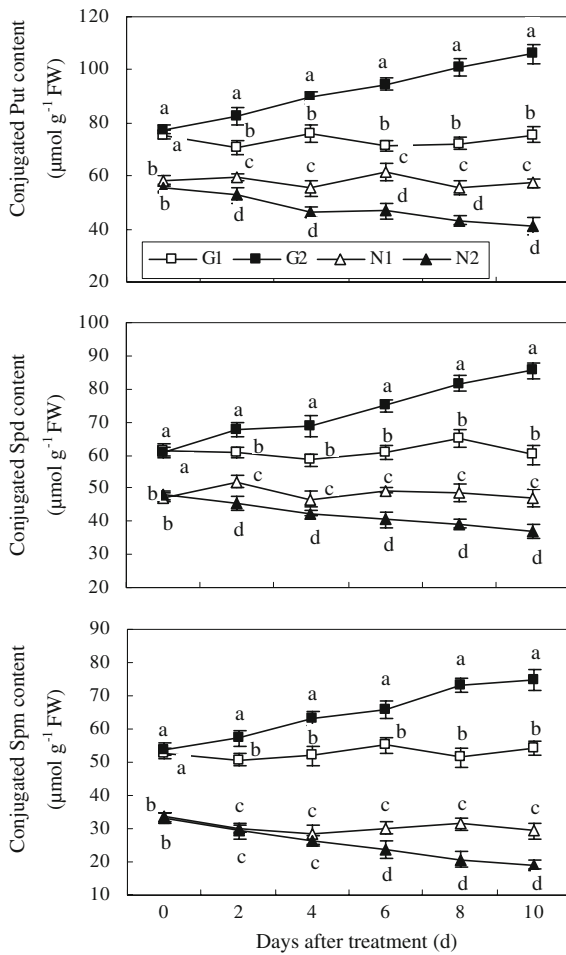 Conjugated Put content
(μmol g⁻¹ FW)
120
100
80
60
40
20
a a a a a a
a b b b b b
b c c c c c
b d d d d d
G1 G2 N1 N2
Conjugated Spd content
(μmol g⁻¹ FW)
100
90
80
70
60
50
40
30
20
a a a a a a
a b b b b b
b c c c c c
b d d d d d
Conjugated Spm content
(μmol g⁻¹ FW)
90
80
70
60
50
40
30
20
10
a a a a a a
a b b b b b
b c c c c c
b c c d d d
0 2 4 6 8 10
Days after treatment (d)